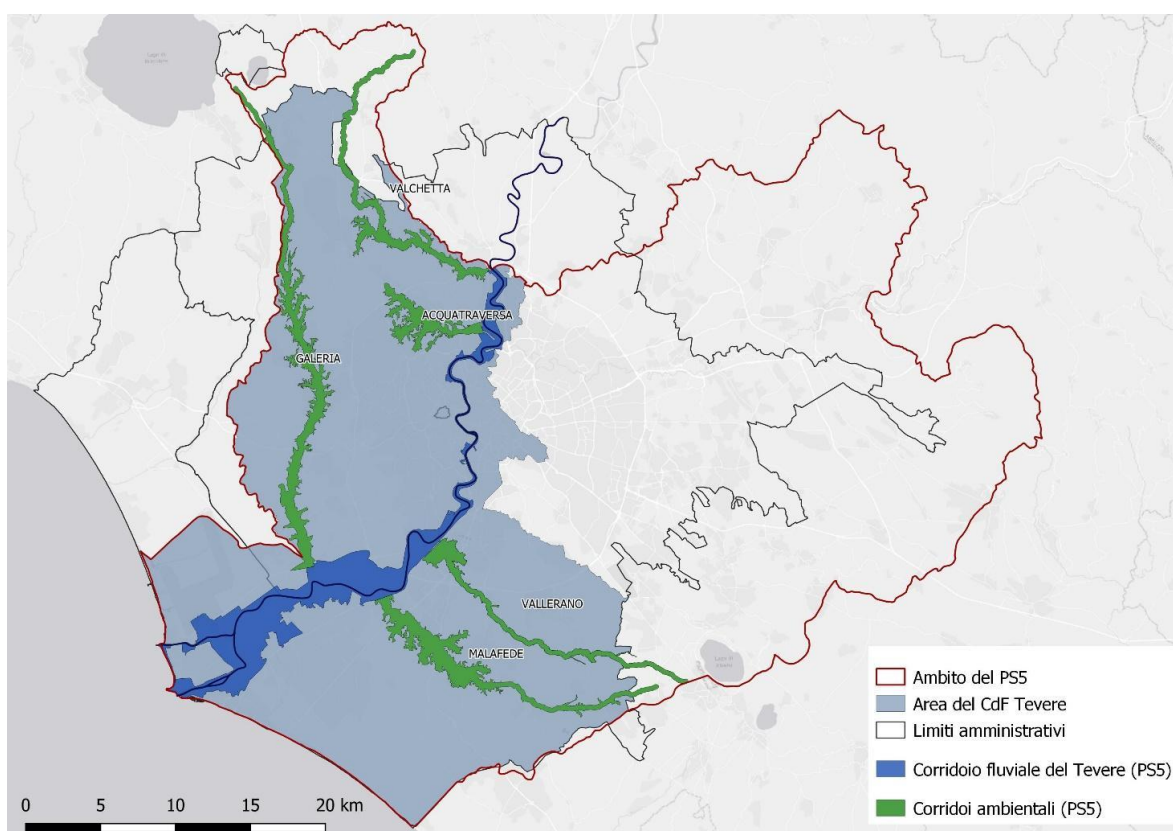 VALCHETTA
ACQUATRAVERSA
GALERIA
VALLERANO
MALAFEDE
Ambito del PS5
Area del CdF Tevere
Limiti amministrativi
Corridoio fluviale del Tevere (PS5)
Corridoi ambientali (PS5)
0 5 10 15 20 km